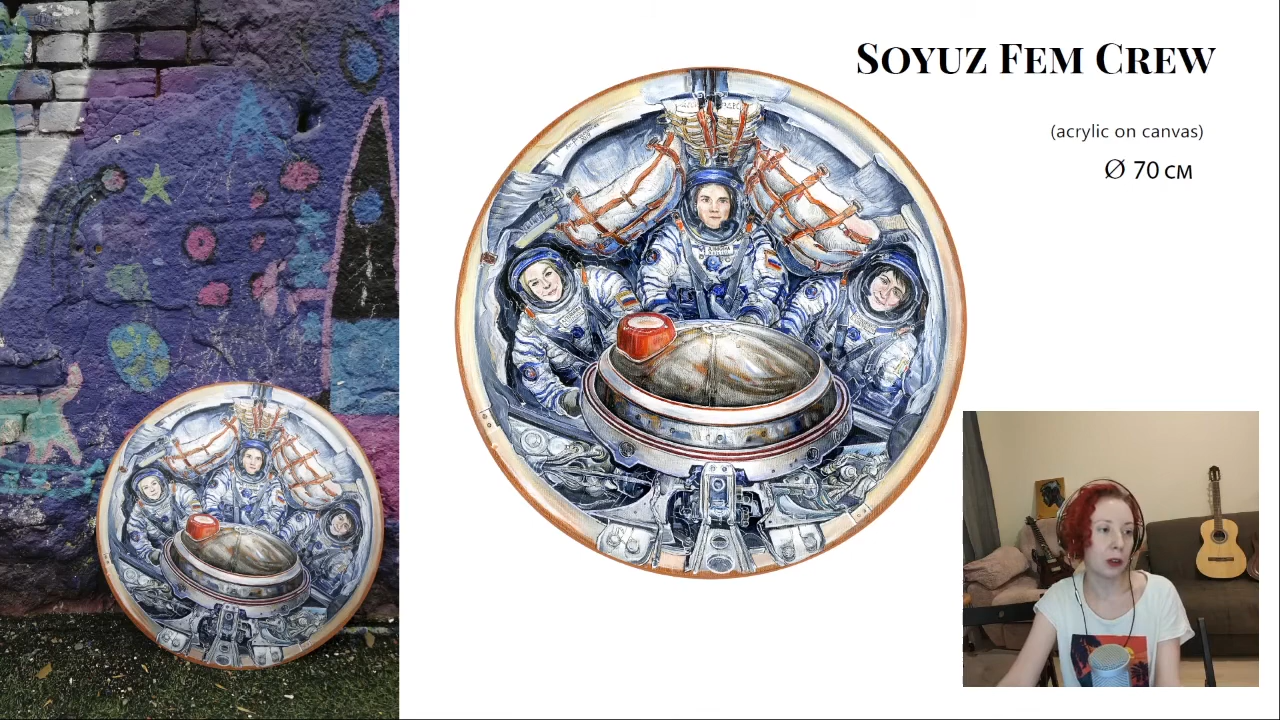 Soyuz Fem Crew
(acrylic on canvas)
Ø 70 см